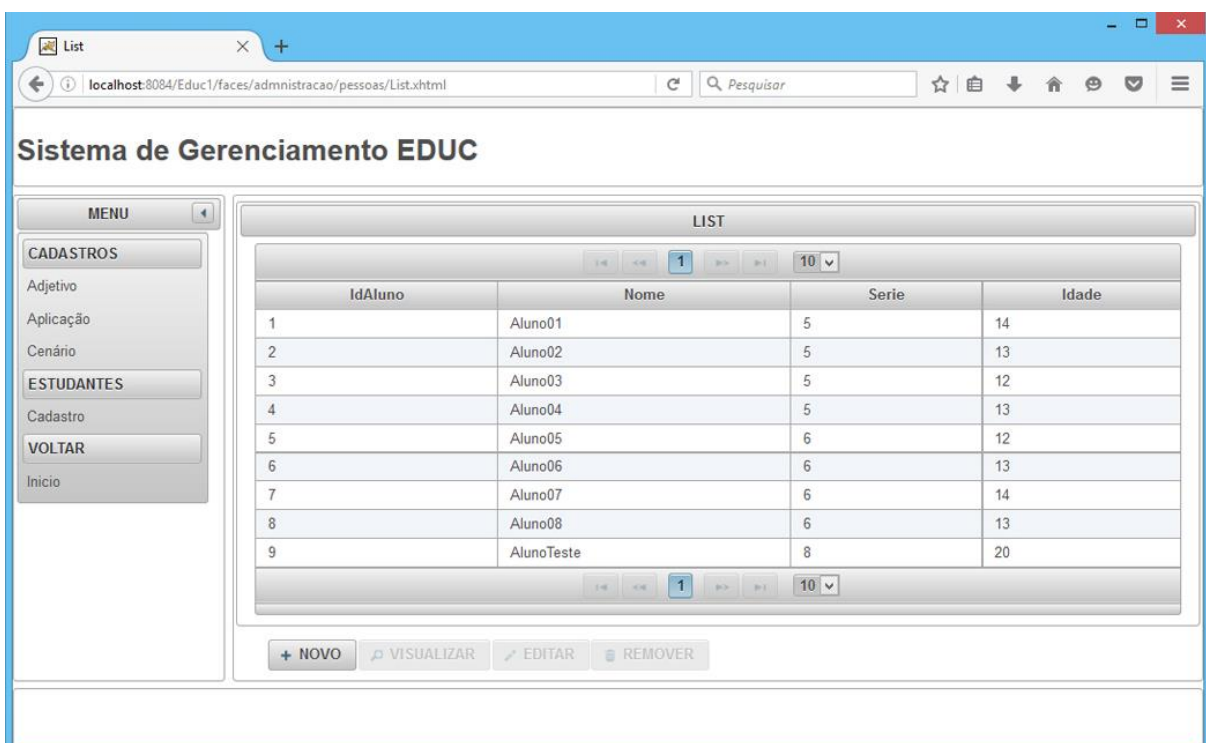 List
localhost:8084/Educ1/faces/admnistracao/pessoas/List.xhtml
Pesquisar
Sistema de Gerenciamento EDUC
MENU
CADASTROS
Adjetivo
Aplicação
Cenário
ESTUDANTES
Cadastro
VOLTAR
Inicio
LIST
1 10
IdAluno Nome Serie Idade
1 Aluno01 5 14
2 Aluno02 5 13
3 Aluno03 5 12
4 Aluno04 5 13
5 Aluno05 6 12
6 Aluno06 6 13
7 Aluno07 6 14
8 Aluno08 6 13
9 AlunoTeste 8 20
1 10
+ NOVO VISUALIZAR EDITAR REMOVER